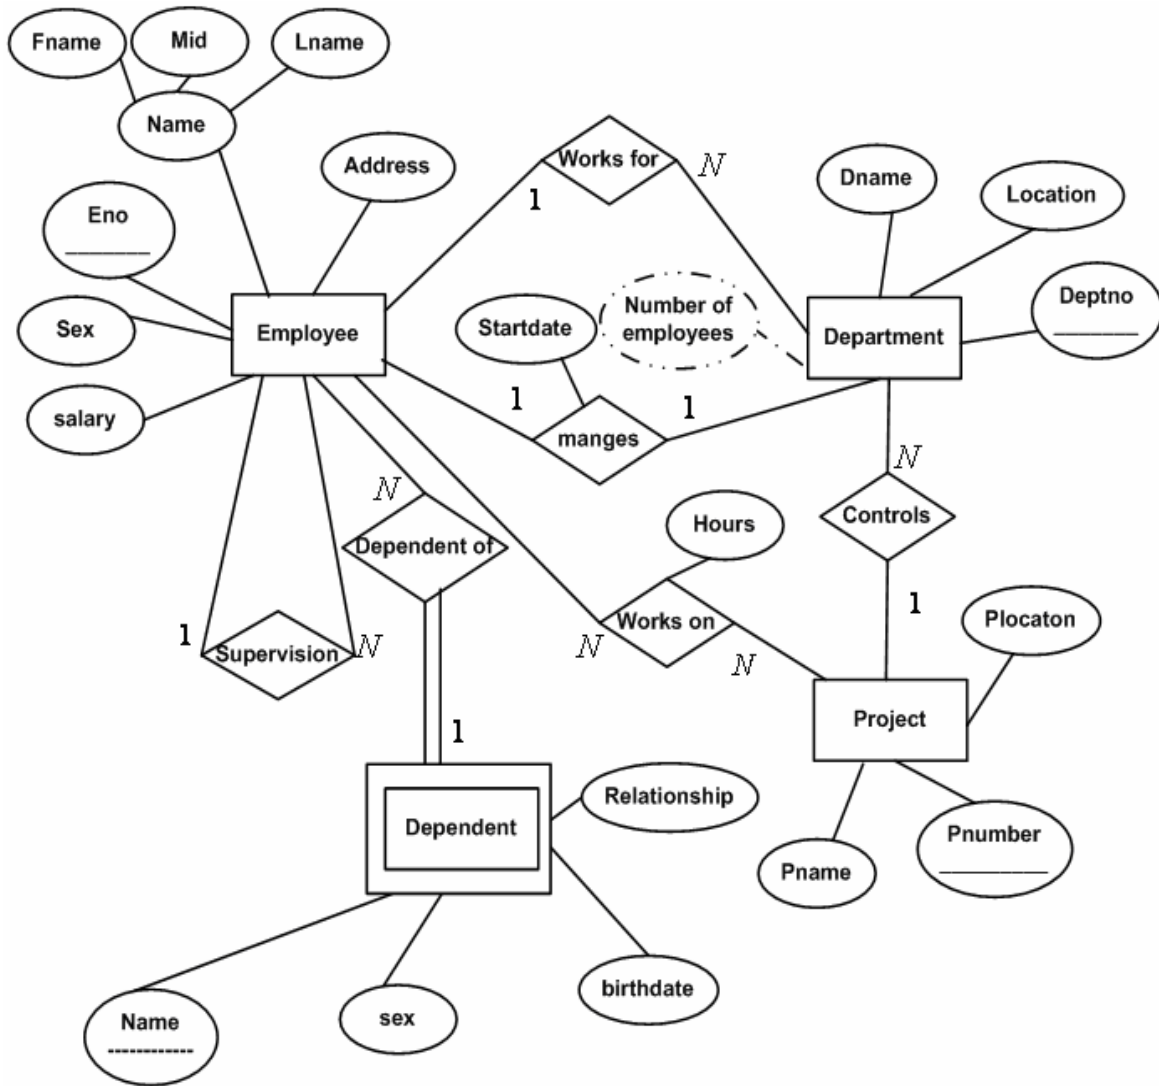 Fname
Mid
Lname
Name
Address
Works for
N
1
Dname
Location
Eno
Deptno
Sex
Employee
Startdate
Number of
employees
Department
salary
1
1
manges
N
N
Hours
Controls
Dependent of
1
Plocaton
1
Supervision
N
N
Works on
N
Project
1
Relationship
Dependent
Pnumber
Pname
birthdate
Name
sex